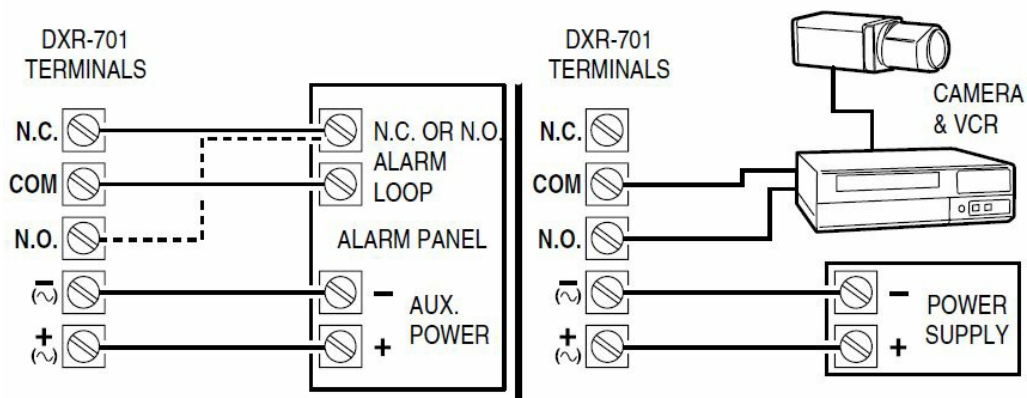 DXR-701
TERMINALS
N.C.
COM
N.O.
−
(~)
+
(~)
N.C. OR N.O.
ALARM
LOOP
ALARM PANEL
−
+
AUX.
POWER
DXR-701
TERMINALS
N.C.
COM
N.O.
−
(~)
+
(~)
CAMERA
& VCR
−
+
POWER
SUPPLY